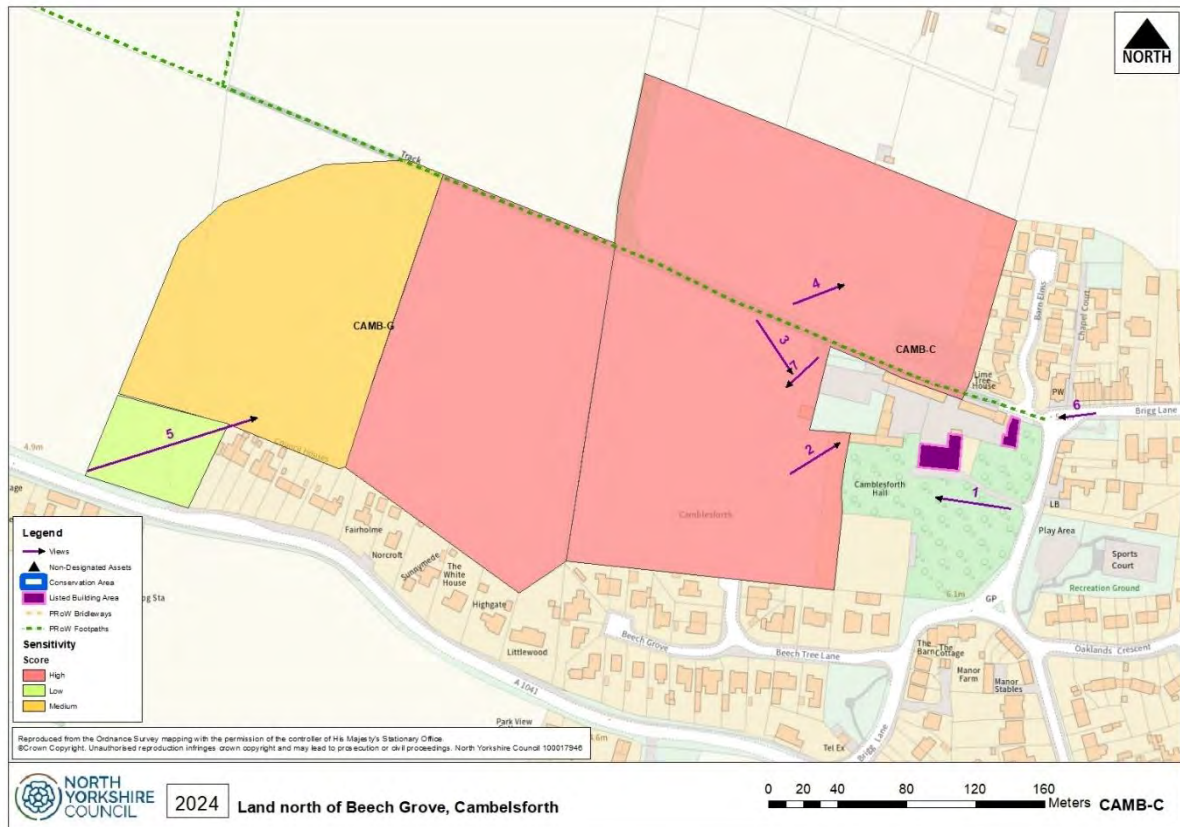 NORTH
Track
4
CAMB-G
3
7
CAMB-C
Lime
Tree
House
Barn Elms
Chapel Court
PW
6
Brigg Lane
5
2
Council Houses
4.9m
Camblesforth
Hall
1
LB
Camblesforth
Play Area
Sports
Court
Recreation Ground
6.1m
GP
Fairholme
Norcroft
Sunnymede
The
White
House
Highgate
Littlewood
Beech Grove
Beech Tree Lane
Oaklands Crescent
The
Barn
The
Cottage
Manor
Farm
Manor
Stables
A 1041
Park View
Tel Ex
Brigg Lane
Legend
Views
Non-Designated Assets
Conservation Area
Listed Building Area
PRoW Bridleways
PRoW Footpaths
Sensitivity
Score
High
Low
Medium
Reproduced from the Ordnance Survey mapping with the permission of the controller of His Majesty's Stationary Office.
©Crown Copyright. Unauthorised reproduction infringes crown copyright and may lead to prosecution or civil proceedings. North Yorkshire Council 100017946
NORTH
YORKSHIRE
COUNCIL
2024
Land north of Beech Grove, Cambelsforth
0 20 40 80 120 160
Meters
CAMB-C